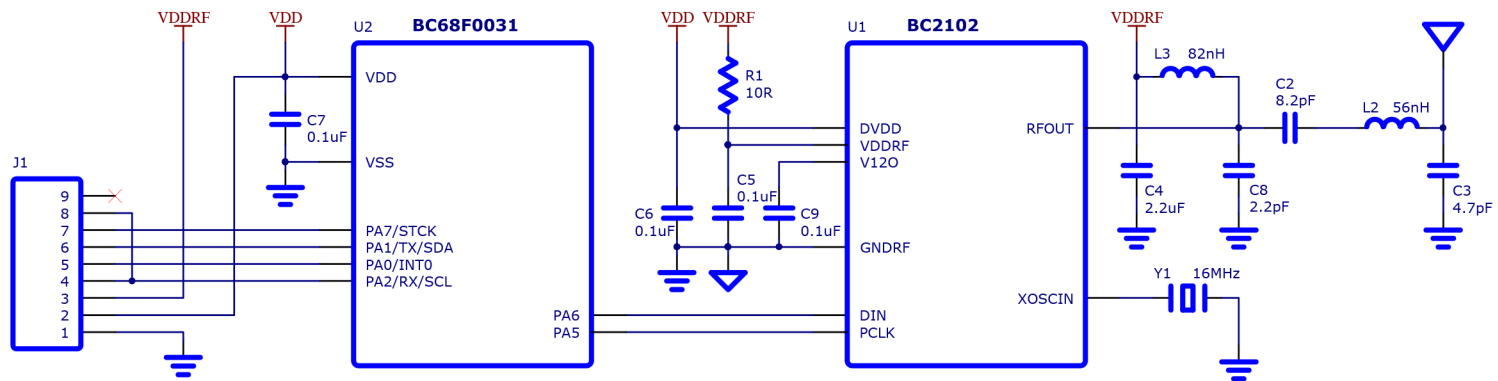 VDDRF
VDD
U2
BC68F0031
VDD
VSS
PA7/STCK
PA1/TX/SDA
PA0/INT0
PA2/RX/SCL
PA6
PA5
C7
0.1uF
J1
9
8
7
6
5
4
3
2
1
VDD
VDDRF
R1
10R
C6
0.1uF
C5
0.1uF
C9
0.1uF
U1
BC2102
DVDD
VDDRF
V12O
GNDRF
DIN
PCLK
RFOUT
XOSCIN
VDDRF
L3
82nH
C2
8.2pF
L2
56nH
C4
2.2uF
C8
2.2pF
C3
4.7pF
Y1
16MHz